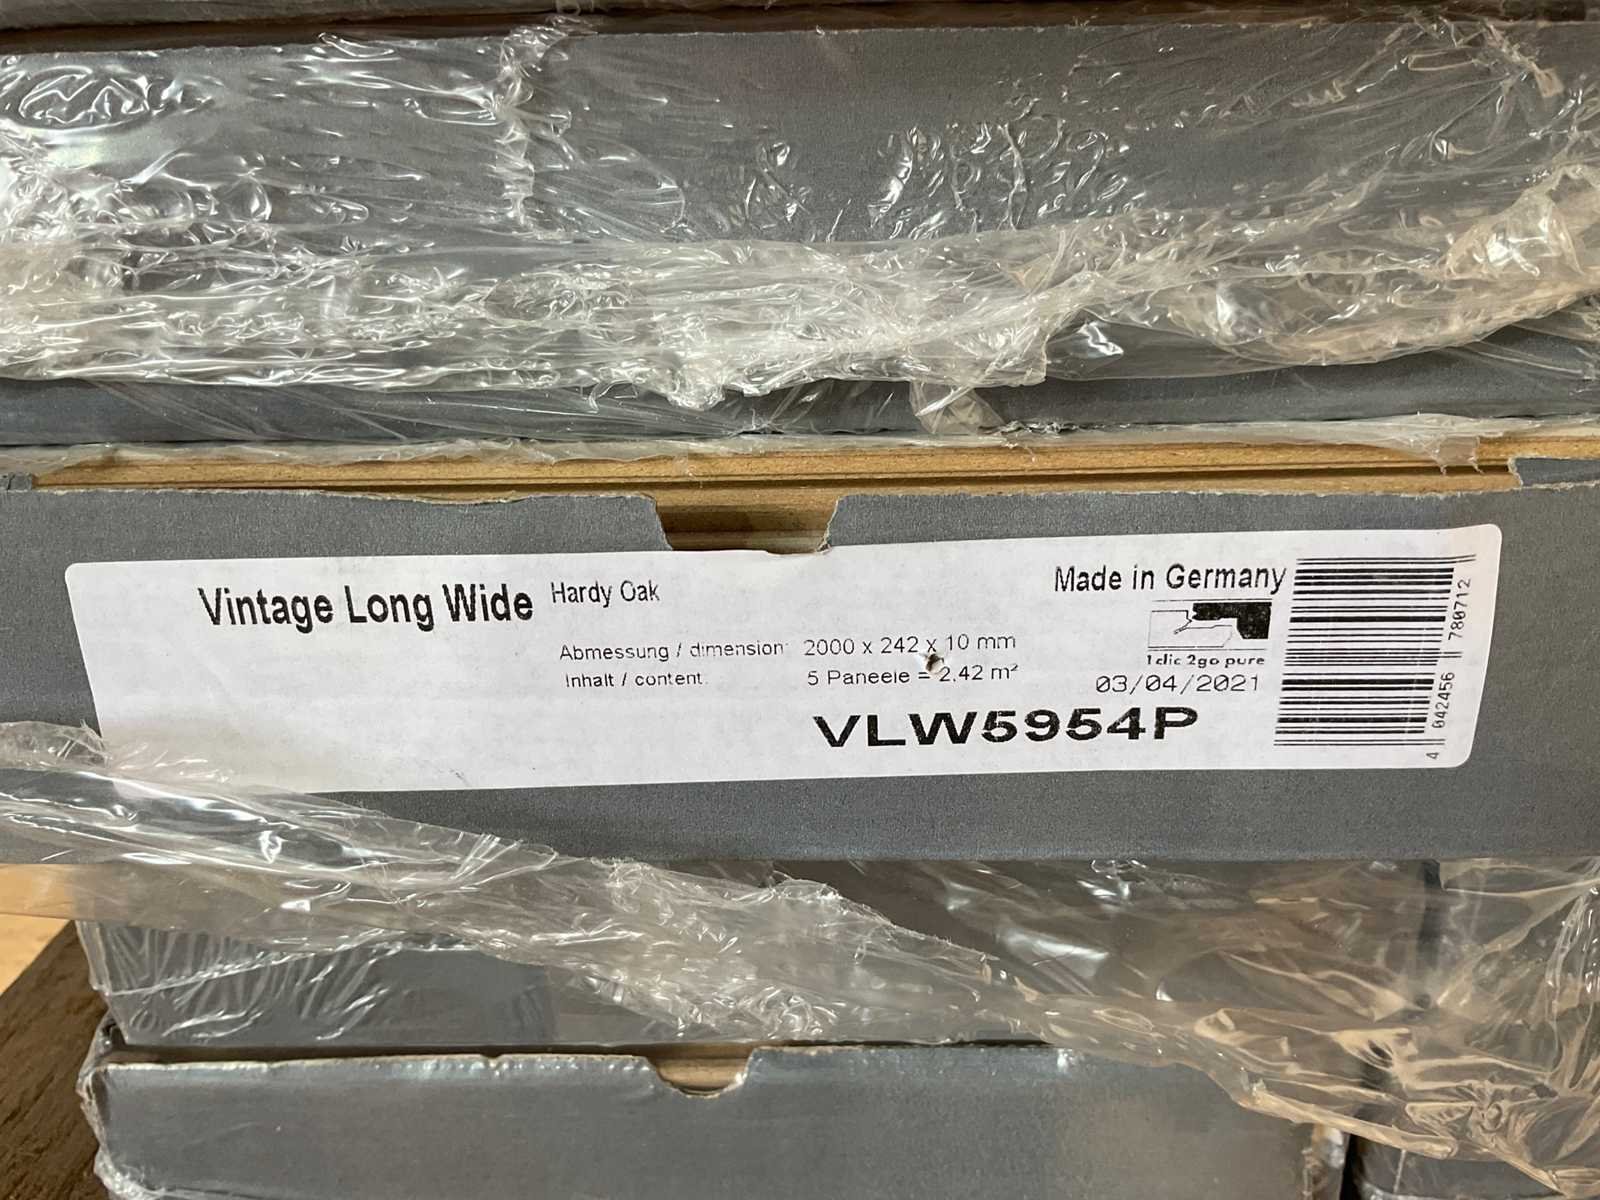 Vintage Long Wide Hardy Oak
Made in Germany
Abmessung / dimension: 2000 x 242 x 10 mm
Inhalt / content: 5 Paneele = 2.42 m²
1clic 2go pure
03/04/2021
VLW5954P
4 042456 780712